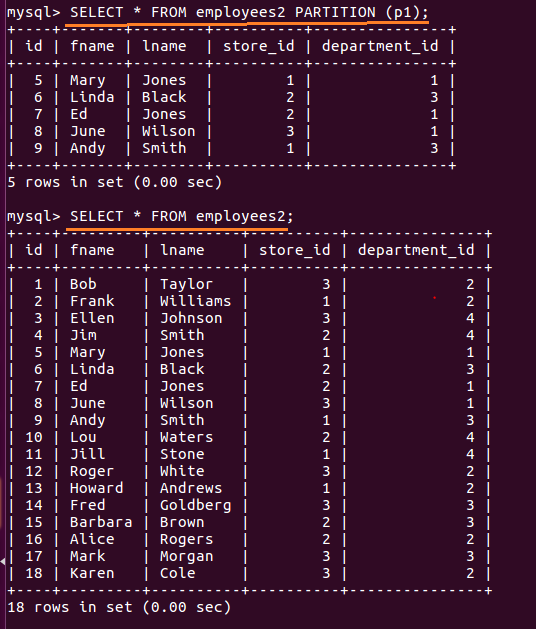 mysql> SELECT * FROM employees2 PARTITION (p1);
+----+-------+--------+----------+---------------+
| id | fname | lname  | store_id | department_id |
+----+-------+--------+----------+---------------+
|  5 | Mary  | Jones  |        1 |             1 |
|  6 | Linda | Black  |        2 |             3 |
|  7 | Ed    | Jones  |        2 |             1 |
|  8 | June  | Wilson |        3 |             1 |
|  9 | Andy  | Smith  |        1 |             3 |
+----+-------+--------+----------+---------------+
5 rows in set (0.00 sec)

mysql> SELECT * FROM employees2;
+----+---------+----------+----------+---------------+
| id | fname   | lname    | store_id | department_id |
+----+---------+----------+----------+---------------+
|  1 | Bob     | Taylor   |        3 |             2 |
|  2 | Frank   | Williams |        1 |             2 |
|  3 | Ellen   | Johnson  |        3 |             4 |
|  4 | Jim     | Smith    |        2 |             4 |
|  5 | Mary    | Jones    |        1 |             1 |
|  6 | Linda   | Black    |        2 |             3 |
|  7 | Ed      | Jones    |        2 |             1 |
|  8 | June    | Wilson   |        3 |             1 |
|  9 | Andy    | Smith    |        1 |             3 |
| 10 | Lou     | Waters   |        2 |             4 |
| 11 | Jill    | Stone    |        1 |             4 |
| 12 | Roger   | White    |        3 |             2 |
| 13 | Howard  | Andrews  |        1 |             2 |
| 14 | Fred    | Goldberg |        3 |             3 |
| 15 | Barbara | Brown    |        2 |             3 |
| 16 | Alice   | Rogers   |        2 |             2 |
| 17 | Mark    | Morgan   |        3 |             3 |
| 18 | Karen   | Cole     |        3 |             2 |
+----+---------+----------+----------+---------------+
18 rows in set (0.00 sec)